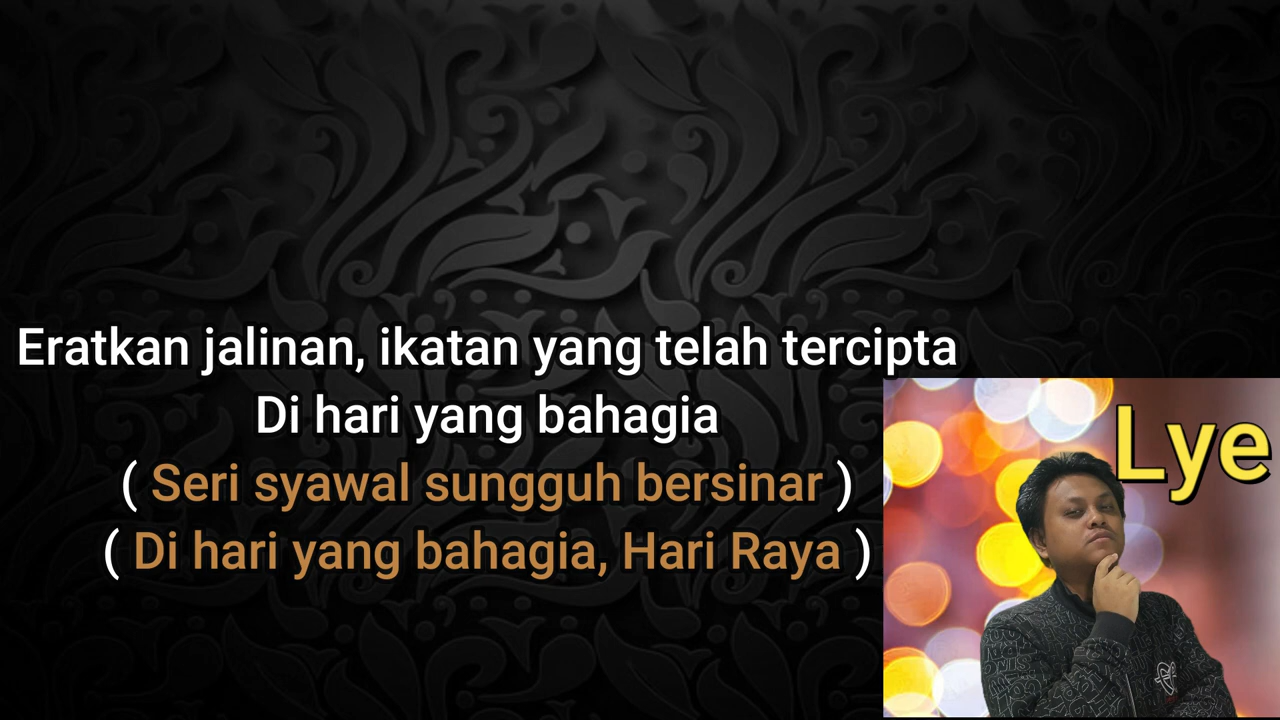 Eratkan jalinan, ikatan yang telah tercipta
Di hari yang bahagia
( Seri syawal sungguh bersinar )
( Di hari yang bahagia, Hari Raya )
Lye